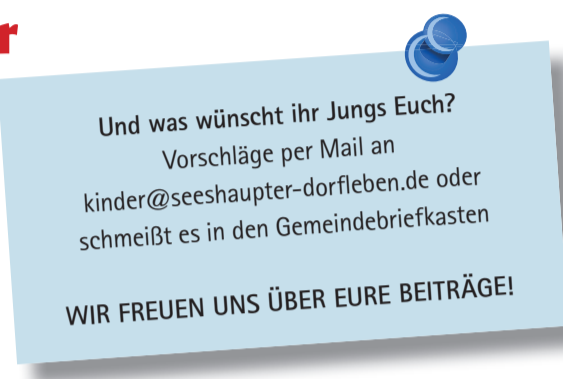 r
Und was wünscht ihr Jungs Euch?
Vorschläge per Mail an
kinder@seeshaupter-dorfleben.de oder
schmeißt es in den Gemeindebriefkasten
WIR FREUEN UNS ÜBER EURE BEITRÄGE!